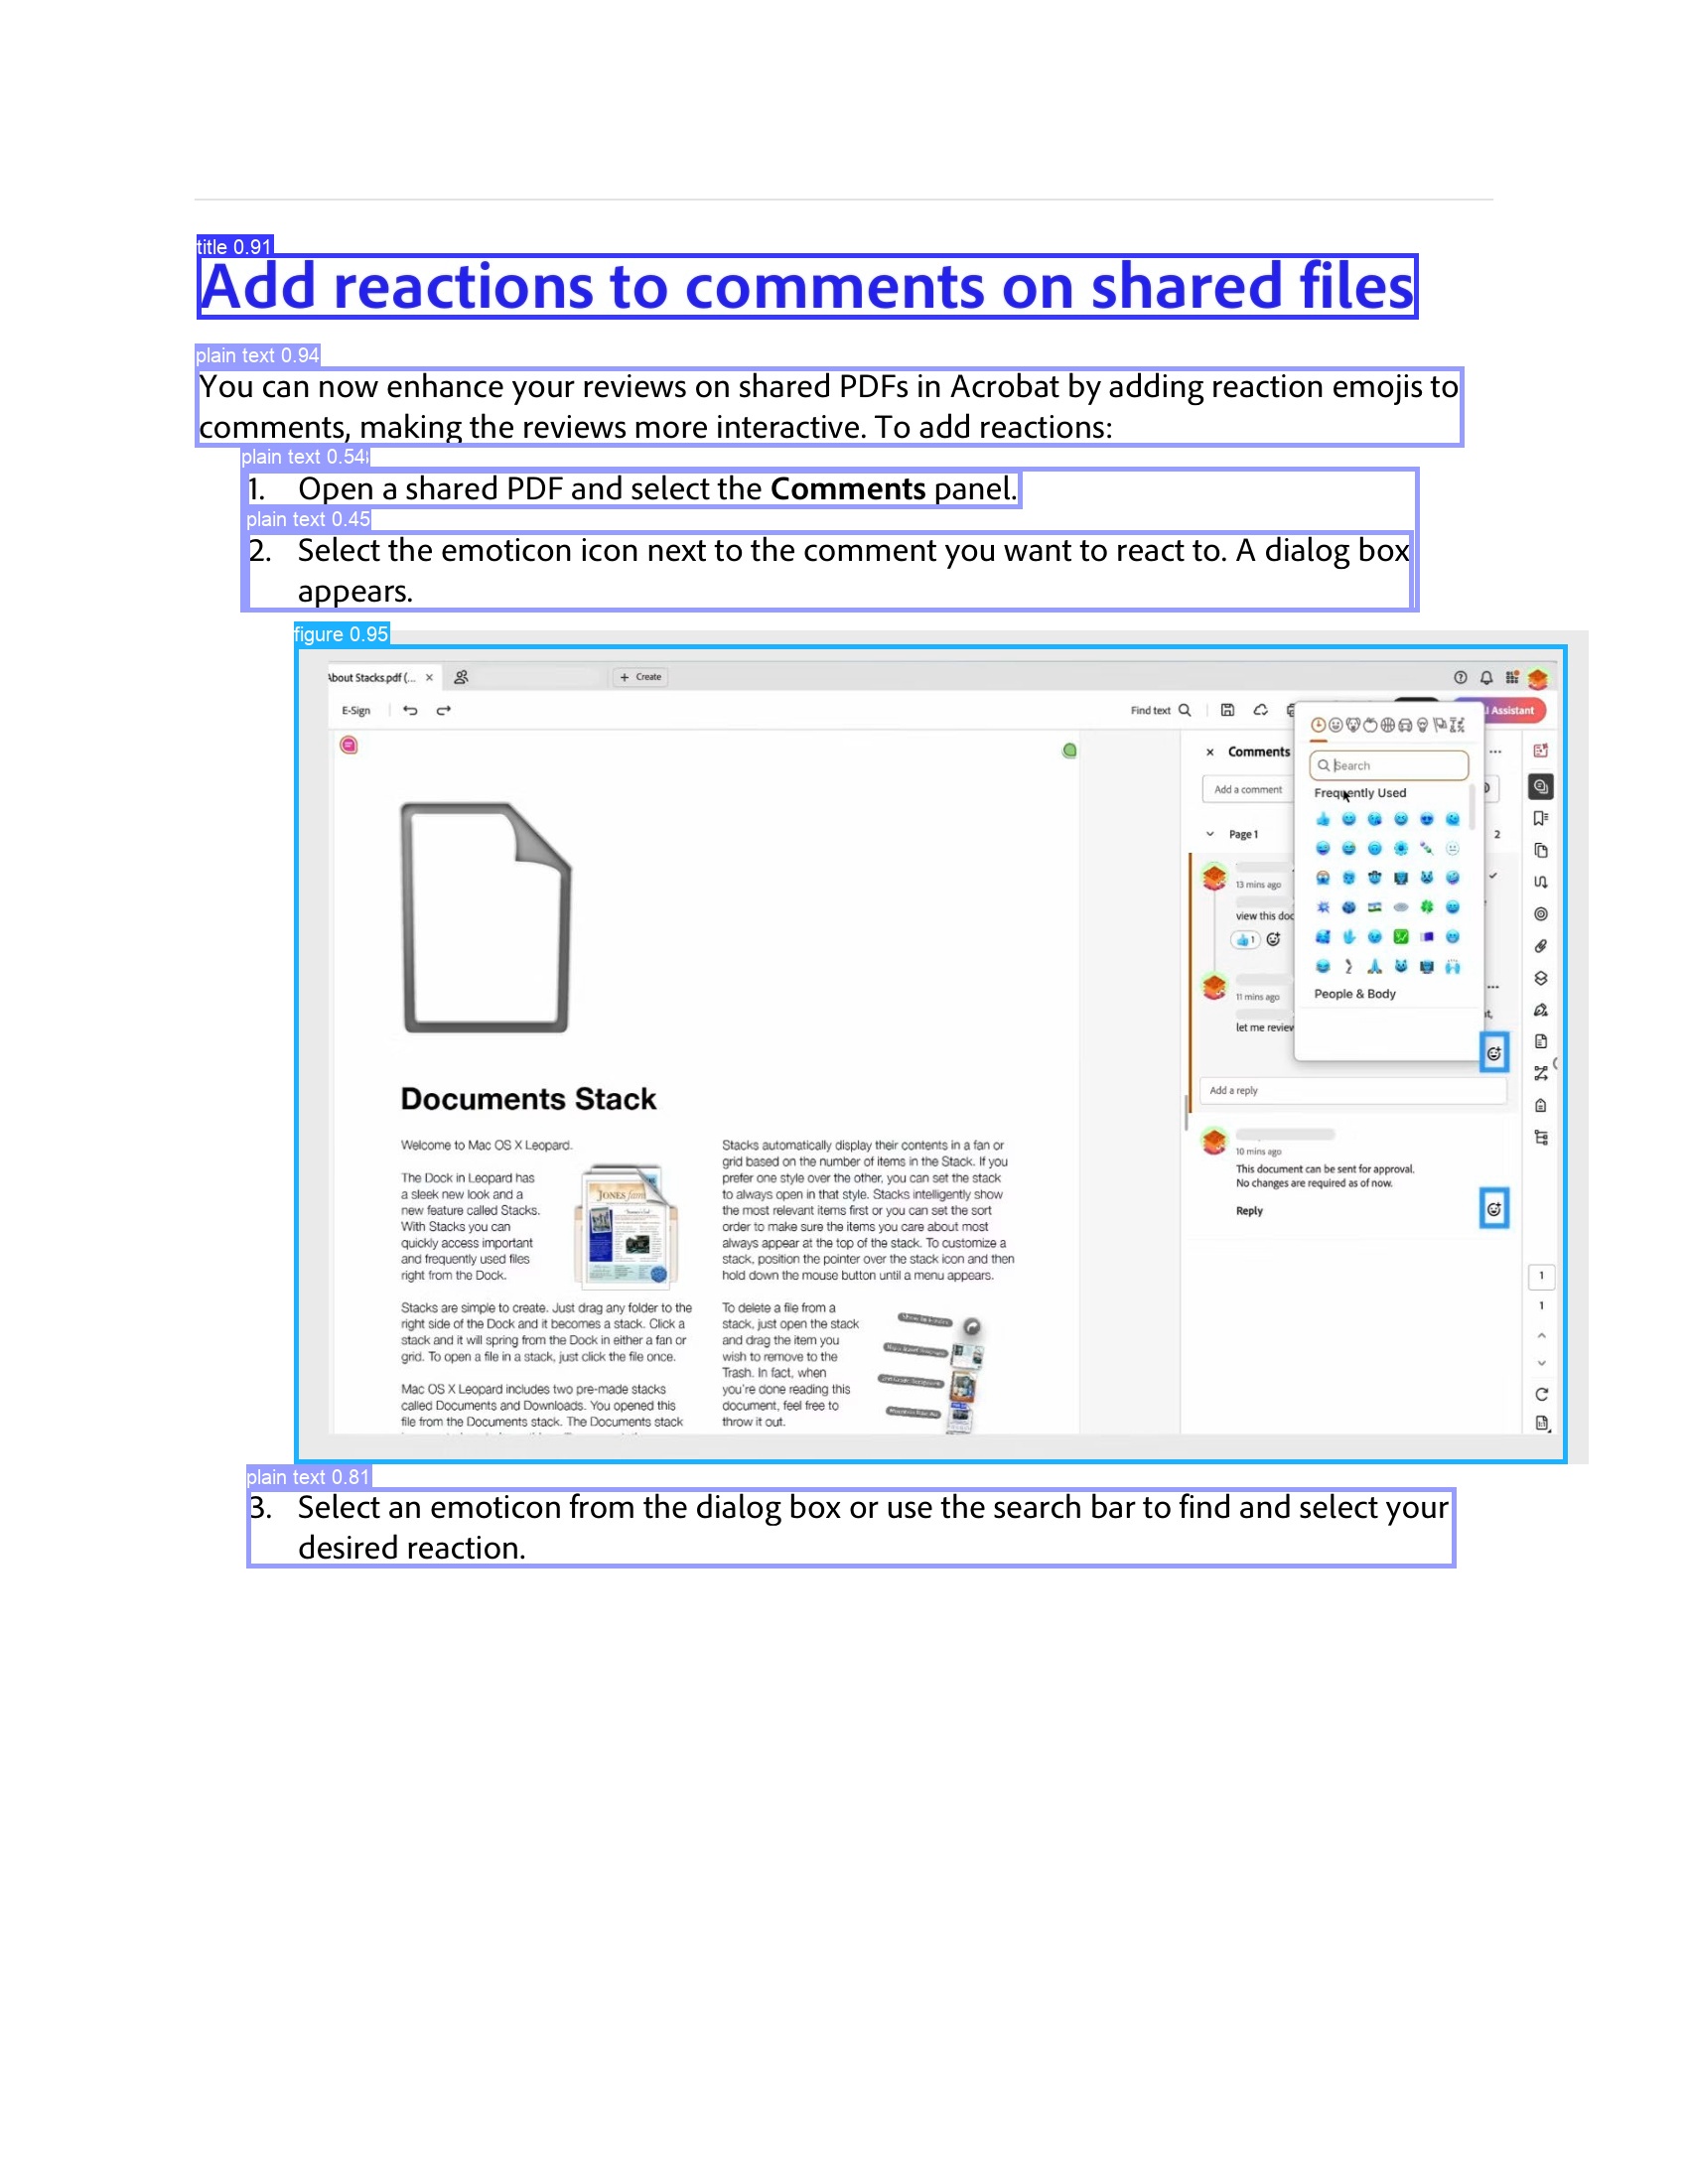 title 0.91
Add reactions to comments on shared files
plain text 0.94
You can now enhance your reviews on shared PDFs in Acrobat by adding reaction emojis to
comments, making the reviews more interactive. To add reactions:
plain text 0.54
1. Open a shared PDF and select the Comments panel.
plain text 0.45
2. Select the emoticon icon next to the comment you want to react to. A dialog box
appears.
figure 0.95
About Stacks.pdf (...
+ Create
E-Sign
Find text
Assistant
Comments
Add a comment
Search
Frequently Used
Page 1
2
13 mins ago
view this
1
11 mins ago
let me
People & Body
Add a reply
10 mins ago
This document can be sent for approval.
No changes are required as of now.
Reply
1
1
Documents Stack
Welcome to Mac OS X Leopard.
The Dock in Leopard has
a sleek new look and a
new feature called Stacks.
With Stacks you can
quickly access important
and frequently used files
right from the Dock.
JONES
Stacks are simple to create. Just drag any folder to the
right side of the Dock and it becomes a stack. Click a
stack and it will spring from the Dock in either a fan or
grid. To open a file in a stack, just click the file once.
Mac OS X Leopard includes two pre-made stacks
called Documents and Downloads. You opened this
file from the Documents stack. The Documents stack
Stacks automatically display their contents in a fan or
grid based on the number of items in the Stack. If you
prefer one style over the other, you can set the stack
to always open in that style. Stacks intelligently show
the most relevant items first or you can set the sort
order to make sure the items you care about most
always appear at the top of the stack. To customize a
stack, position the pointer over the stack icon and then
hold down the mouse button until a menu appears.
To delete a file from a
stack, just open the stack
and drag the item you
wish to remove to the
Trash. In fact, when
you're done reading this
document, feel free to
throw it out.
plain text 0.81
3. Select an emoticon from the dialog box or use the search bar to find and select your
desired reaction.